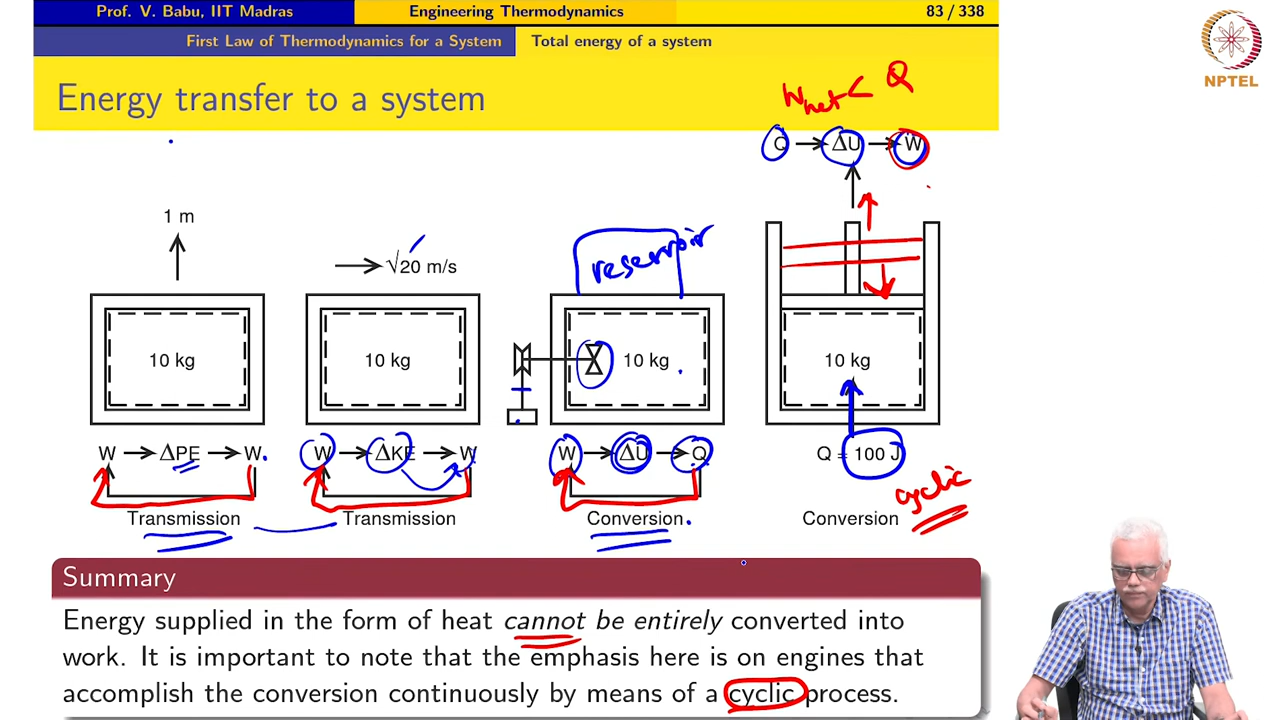 Prof. V. Babu, IIT Madras Engineering Thermodynamics 83 / 338
First Law of Thermodynamics for a System Total energy of a system
NPTEL
Energy transfer to a system
Wnet < Q
Q → ΔU → W
1 m
√20 m/s
reservoir
10 kg 10 kg 10 kg 10 kg
W → ΔPE → W W → ΔKE → W W → ΔU → Q Q = 100 J
cyclic
Transmission Transmission Conversion Conversion
Summary
Energy supplied in the form of heat cannot be entirely converted into
work. It is important to note that the emphasis here is on engines that
accomplish the conversion continuously by means of a cyclic process.